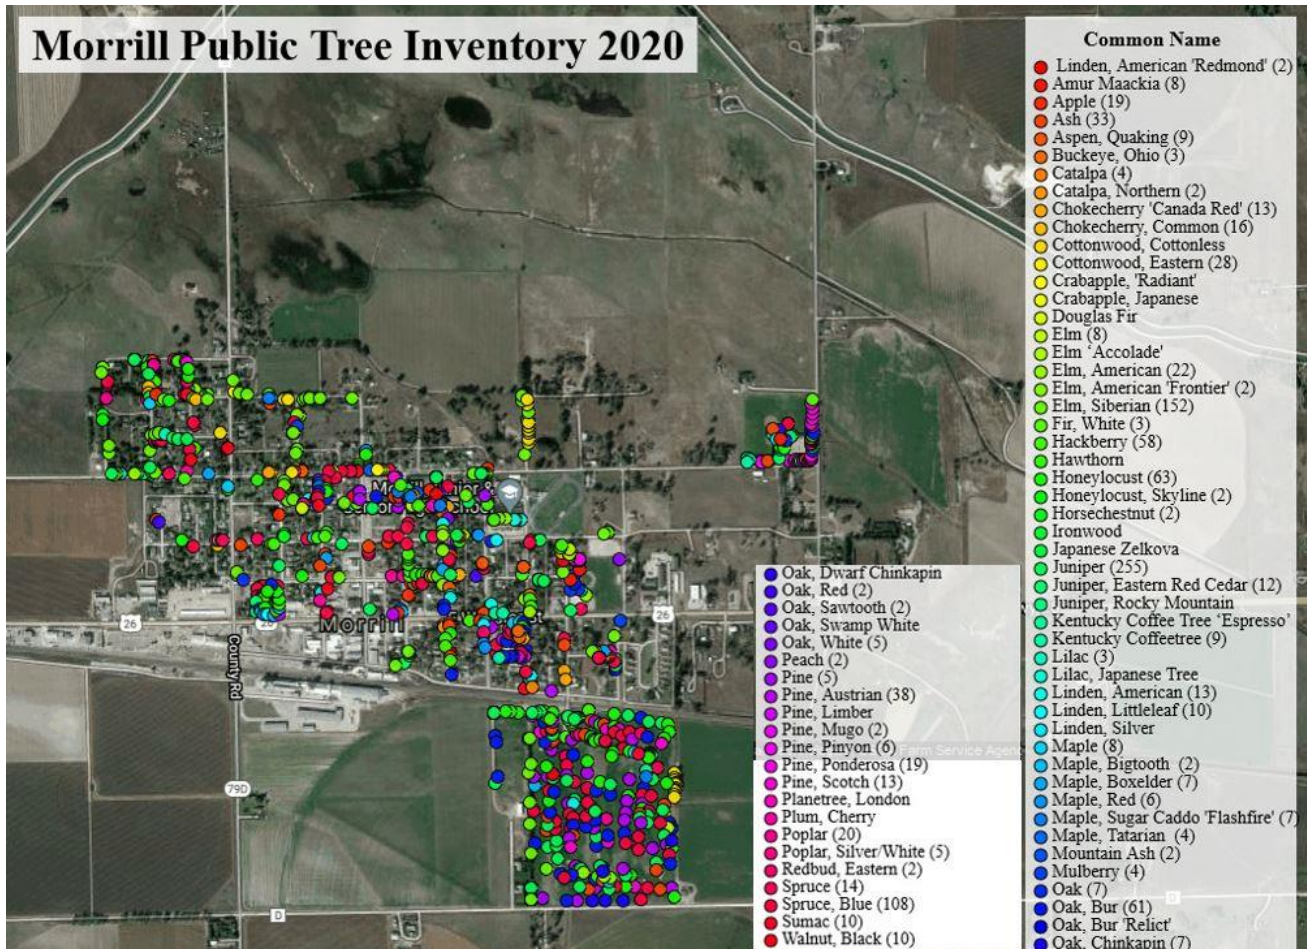 Morrill Public Tree Inventory 2020
Common Name
Linden, American 'Redmond' (2)
Amur Maackia (8)
Apple (19)
Ash (33)
Aspen, Quaking (9)
Buckeye, Ohio (3)
Catalpa (4)
Catalpa, Northern (2)
Chokecherry 'Canada Red' (13)
Chokecherry, Common (16)
Cottonwood, Cottonless
Cottonwood, Eastern (28)
Crabapple, 'Radiant'
Crabapple, Japanese
Douglas Fir
Elm (8)
Elm ‘Accolade'
Elm, American (22)
Elm, American 'Frontier' (2)
Elm, Siberian (152)
Fir, White (3)
Hackberry (58)
Hawthorn
Honeylocust (63)
Honeylocust, Skyline (2)
Horsechestnut (2)
Ironwood
Japanese Zelkova
Juniper (255)
Juniper, Eastern Red Cedar (12)
Juniper, Rocky Mountain
Kentucky Coffee Tree ‘Espresso’
Kentucky Coffeetree (9)
Lilac (3)
Lilac, Japanese Tree
Linden, American (13)
Linden, Littleleaf (10)
Linden, Silver
Maple (8)
Maple, Bigtooth (2)
Maple, Boxelder (7)
Maple, Red (6)
Maple, Sugar Caddo 'Flashfire' (7)
Maple, Tatarian (4)
Mountain Ash (2)
Mulberry (4)
Oak (7)
Oak, Bur (61)
Oak, Bur 'Relict'
Oak, Chinkapin (7)
Oak, Dwarf Chinkapin
Oak, Red (2)
Oak, Sawtooth (2)
Oak, Swamp White
Oak, White (5)
Peach (2)
Pine (5)
Pine, Austrian (38)
Pine, Limber
Pine, Mugo (2)
Pine, Pinyon (6)
Pine, Ponderosa (19)
Pine, Scotch (13)
Planetree, London
Plum, Cherry
Poplar (20)
Poplar, Silver/White (5)
Redbud, Eastern (2)
Spruce (14)
Spruce, Blue (108)
Sumac (10)
Walnut, Black (10)
26
26
Morrill
County Rd
Farm Service Agen
79D
D
D